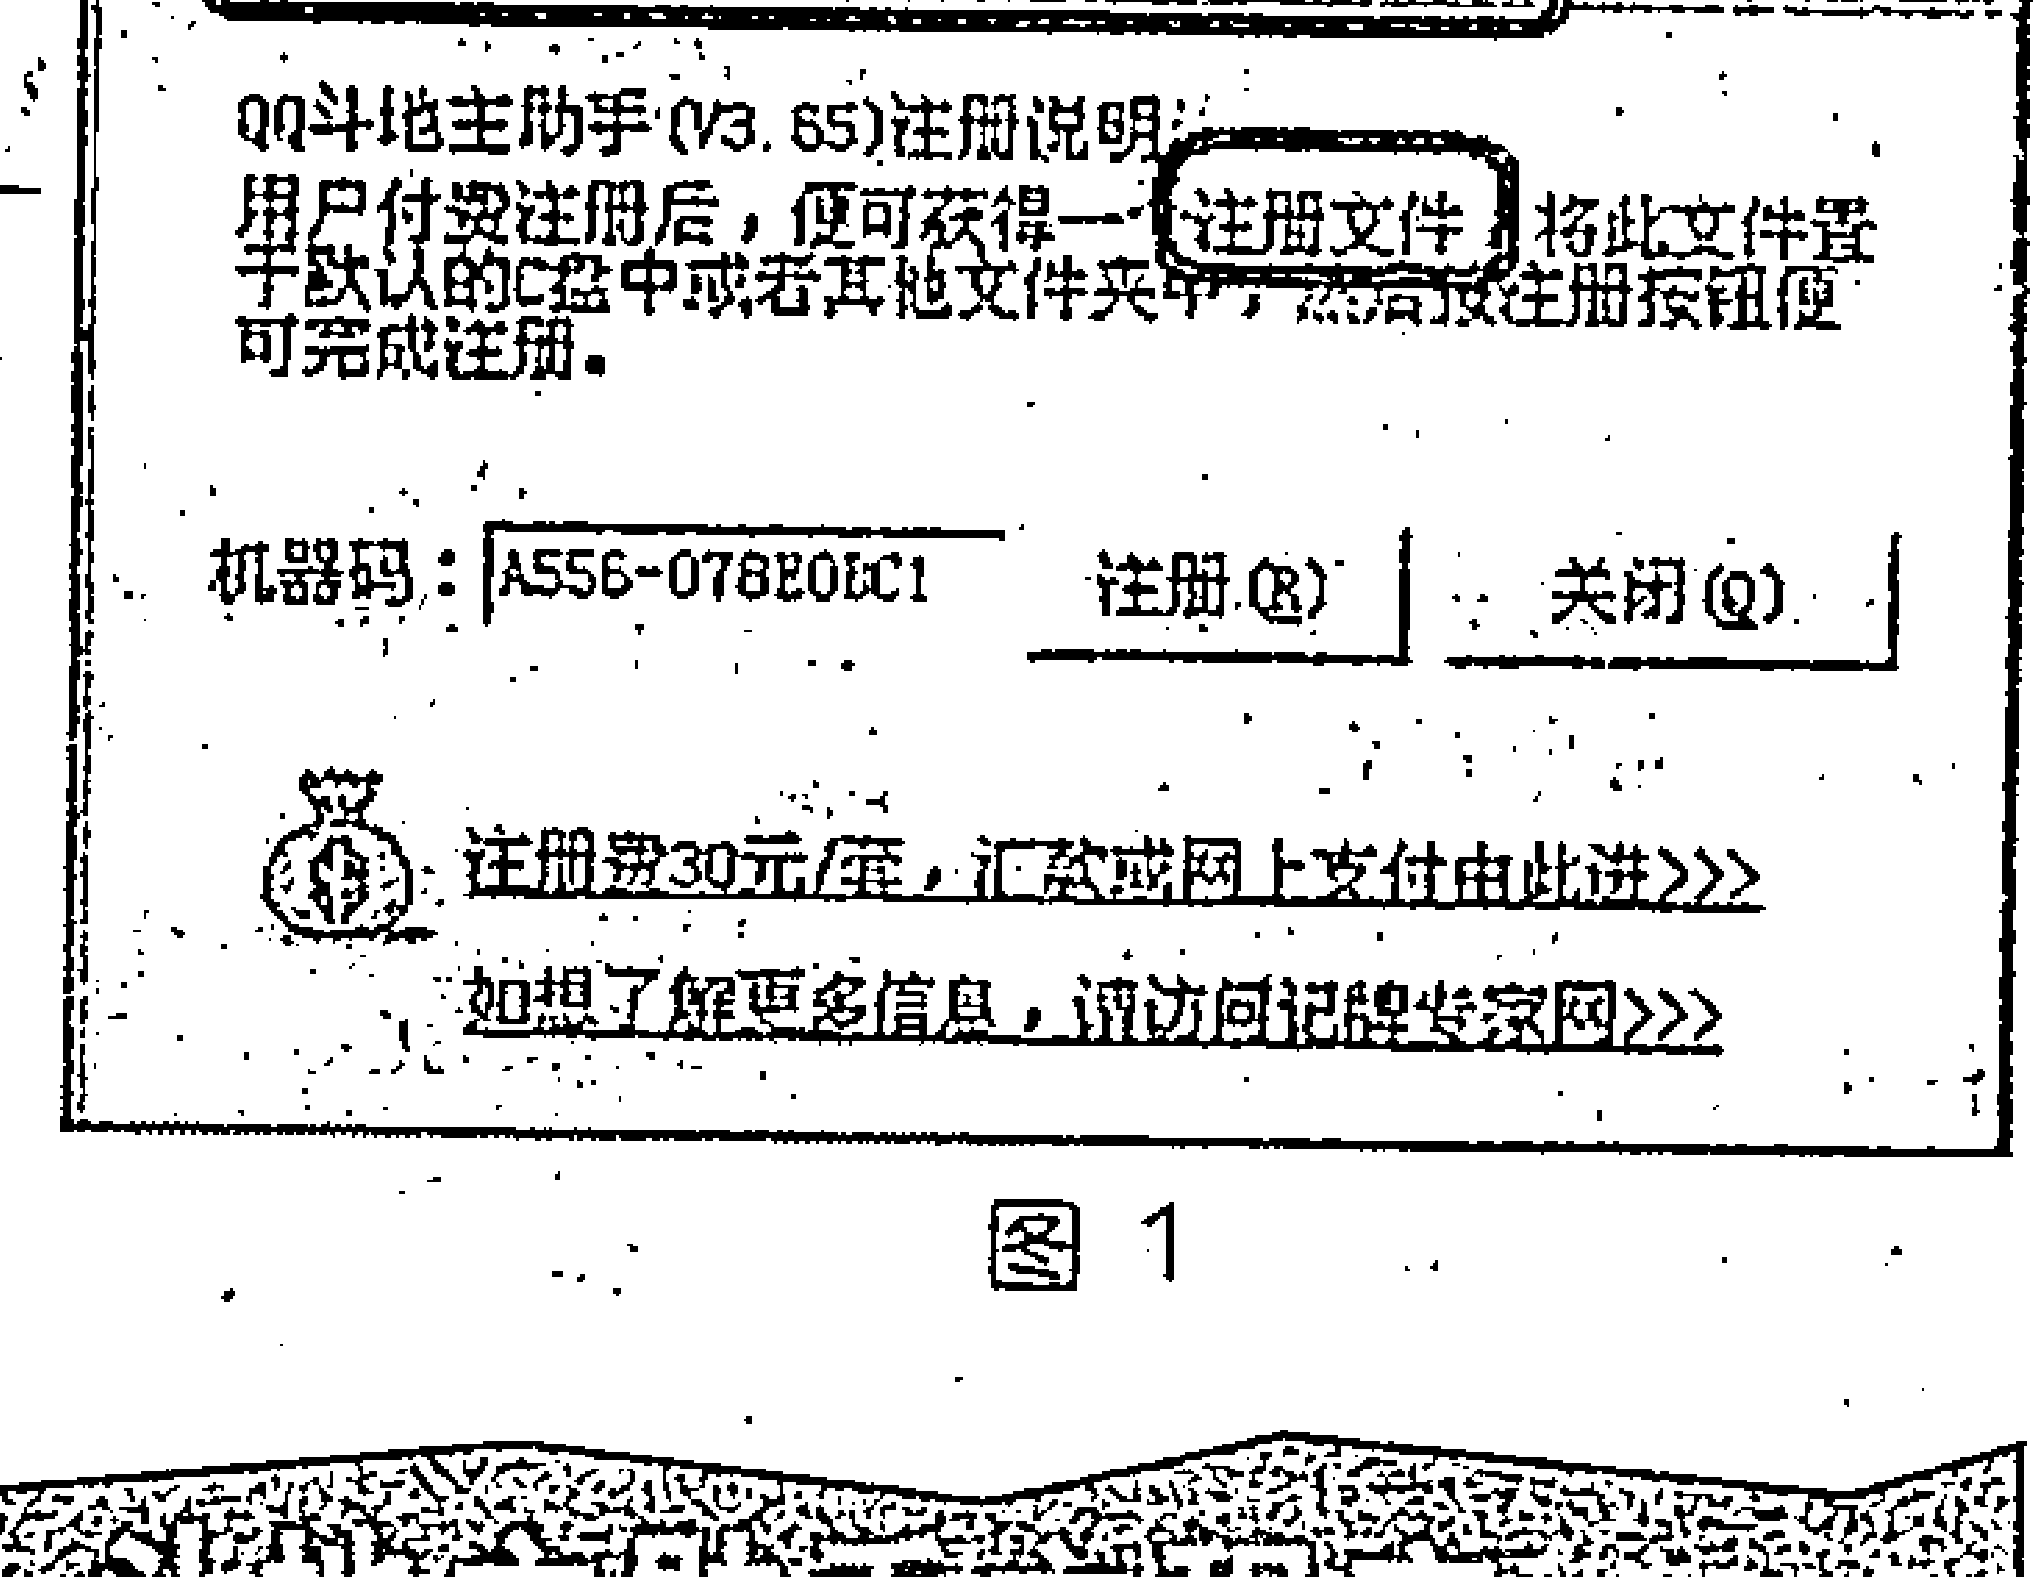 QQ斗地主助手(V3.65)注册说明
用户付费注册后，便可获得一注册文件 将此文件置
于默认的C盘中或者其他文件夹中，然后按注册按钮便
可完成注册。
机器码： A556-078E0BC1 注册(R) 关闭(Q)
注册费30元/年，汇款或网上支付由此进>>>
如想了解更多信息，请访问记牌专家网>>>
图 1